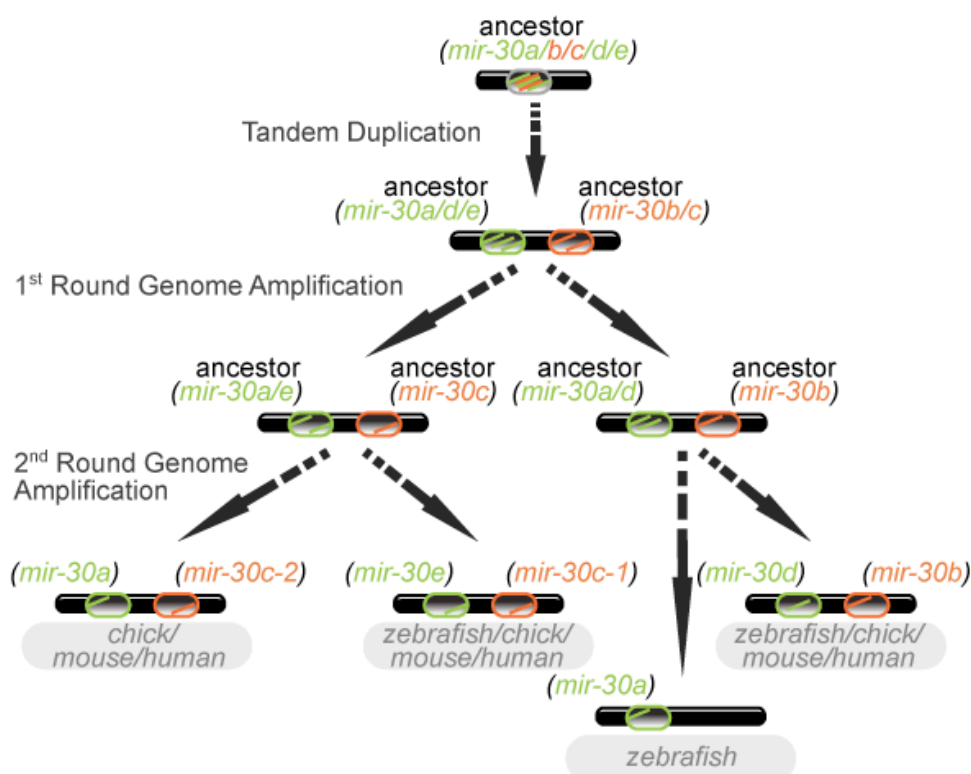 ancestor
(mir-30a/b/c/d/e)
Tandem Duplication
ancestor
(mir-30a/d/e)
ancestor
(mir-30b/c)
1st Round Genome Amplification
ancestor
(mir-30a/e)
ancestor
(mir-30c)
ancestor
(mir-30a/d)
ancestor
(mir-30b)
2nd Round Genome
Amplification
(mir-30a)
(mir-30c-2)
(mir-30e)
(mir-30c-1)
(mir-30d)
(mir-30b)
chick/
mouse/human
zebrafish/chick/
mouse/human
zebrafish/chick/
mouse/human
(mir-30a)
zebrafish